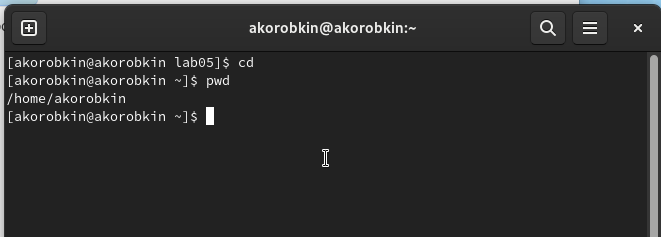 akorobkin@akorobkin:~
[akorobkin@akorobkin lab05]$ cd
[akorobkin@akorobkin ~]$ pwd
/home/akorobkin
[akorobkin@akorobkin ~]$